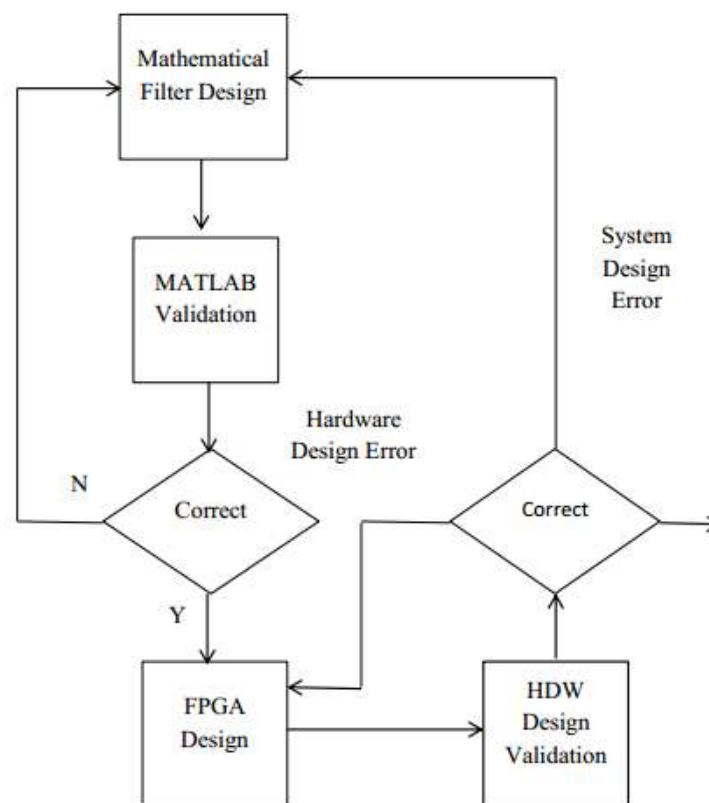 Mathematical
Filter Design
MATLAB
Validation
System
Design
Error
Hardware
Design Error
N
Correct
Correct
Y
FPGA
Design
HDW
Design
Validation